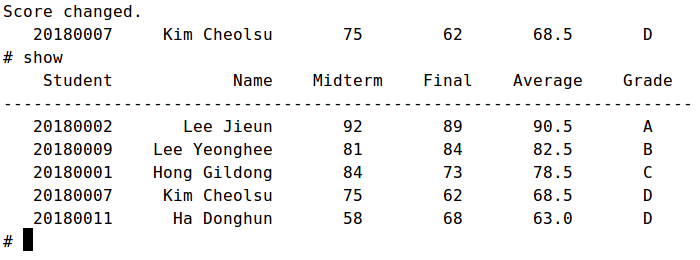 Score changed.
20180007 Kim Cheolsu 75 62 68.5 D
# show
Student Name Midterm Final Average Grade
---------------------------------------------------------------------
20180002 Lee Jieun 92 89 90.5 A
20180009 Lee Yeonghee 81 84 82.5 B
20180001 Hong Gildong 84 73 78.5 C
20180007 Kim Cheolsu 75 62 68.5 D
20180011 Ha Donghun 58 68 63.0 D
#